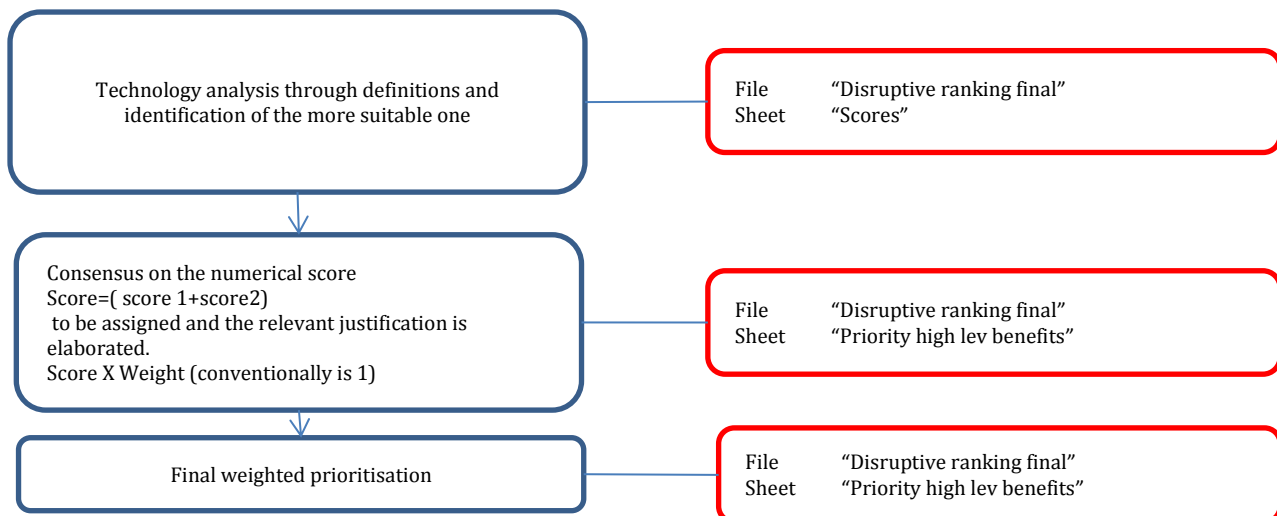 Technology analysis through definitions and
identification of the more suitable one
File “Disruptive ranking final”
Sheet “Scores”
Consensus on the numerical score
Score=( score 1+score2)
to be assigned and the relevant justification is
elaborated.
Score X Weight (conventionally is 1)
File “Disruptive ranking final”
Sheet “Priority high lev benefits”
Final weighted prioritisation
File “Disruptive ranking final”
Sheet “Priority high lev benefits”